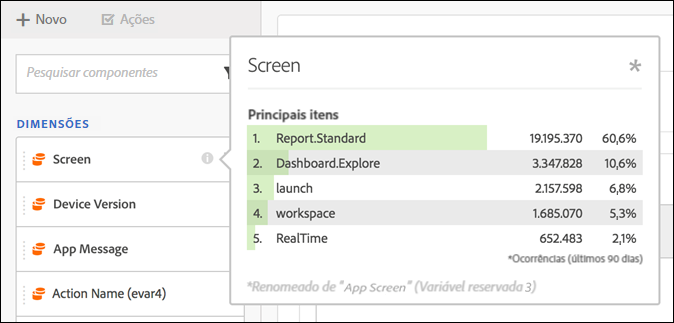 + Novo Ações
Pesquisar componentes
DIMENSÕES
Screen
Device Version
App Message
Action Name (evar4)
Screen *
Principais itens
1. Report.Standard 19.195.370 60,6%
2. Dashboard.Explore 3.347.828 10,6%
3. launch 2.157.598 6,8%
4. workspace 1.685.070 5,3%
5. RealTime 652.483 2,1%
*Ocorrências (últimos 90 dias)
*Renomeado de "App Screen" (Variável reservada 3)